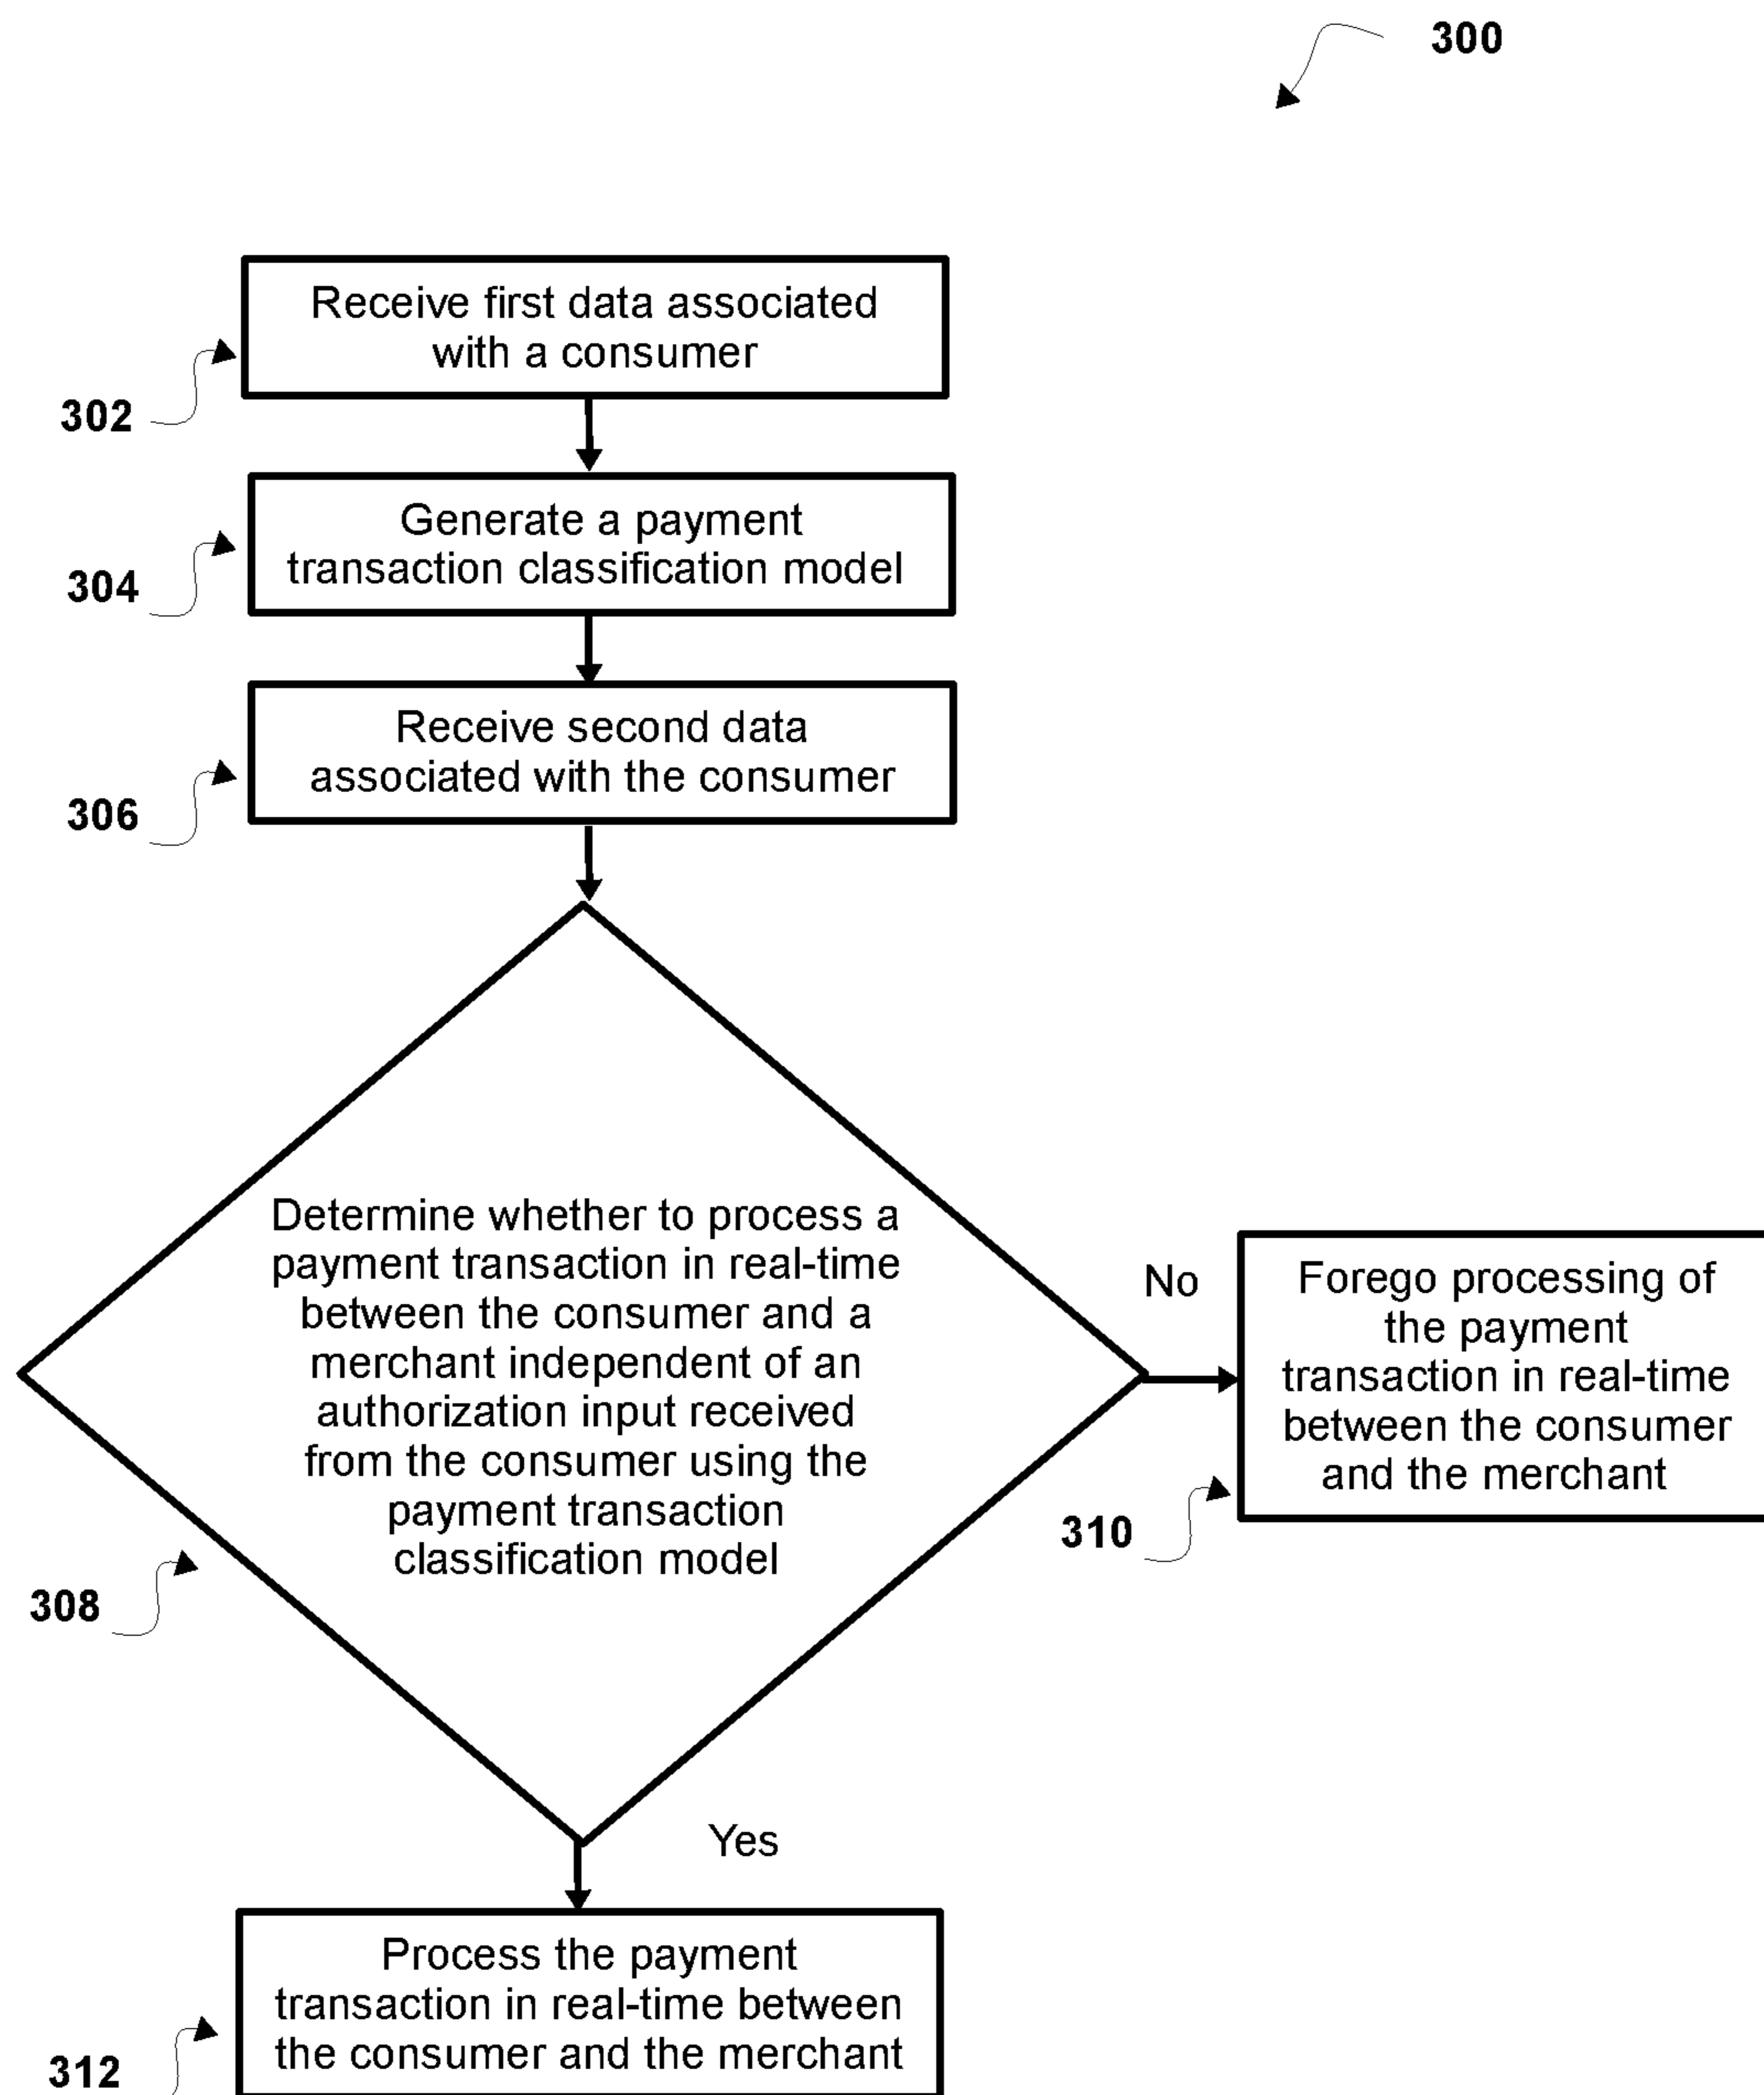 300
Receive first data associated
with a consumer
302
Generate a payment
transaction classification model
304
Receive second data
associated with the consumer
306
Determine whether to process a
payment transaction in real-time
between the consumer and a
merchant independent of an
authorization input received
from the consumer using the
payment transaction
classification model
308
No
Forego processing of
the payment
transaction in real-time
between the consumer
and the merchant
310
Yes
Process the payment
transaction in real-time between
the consumer and the merchant
312